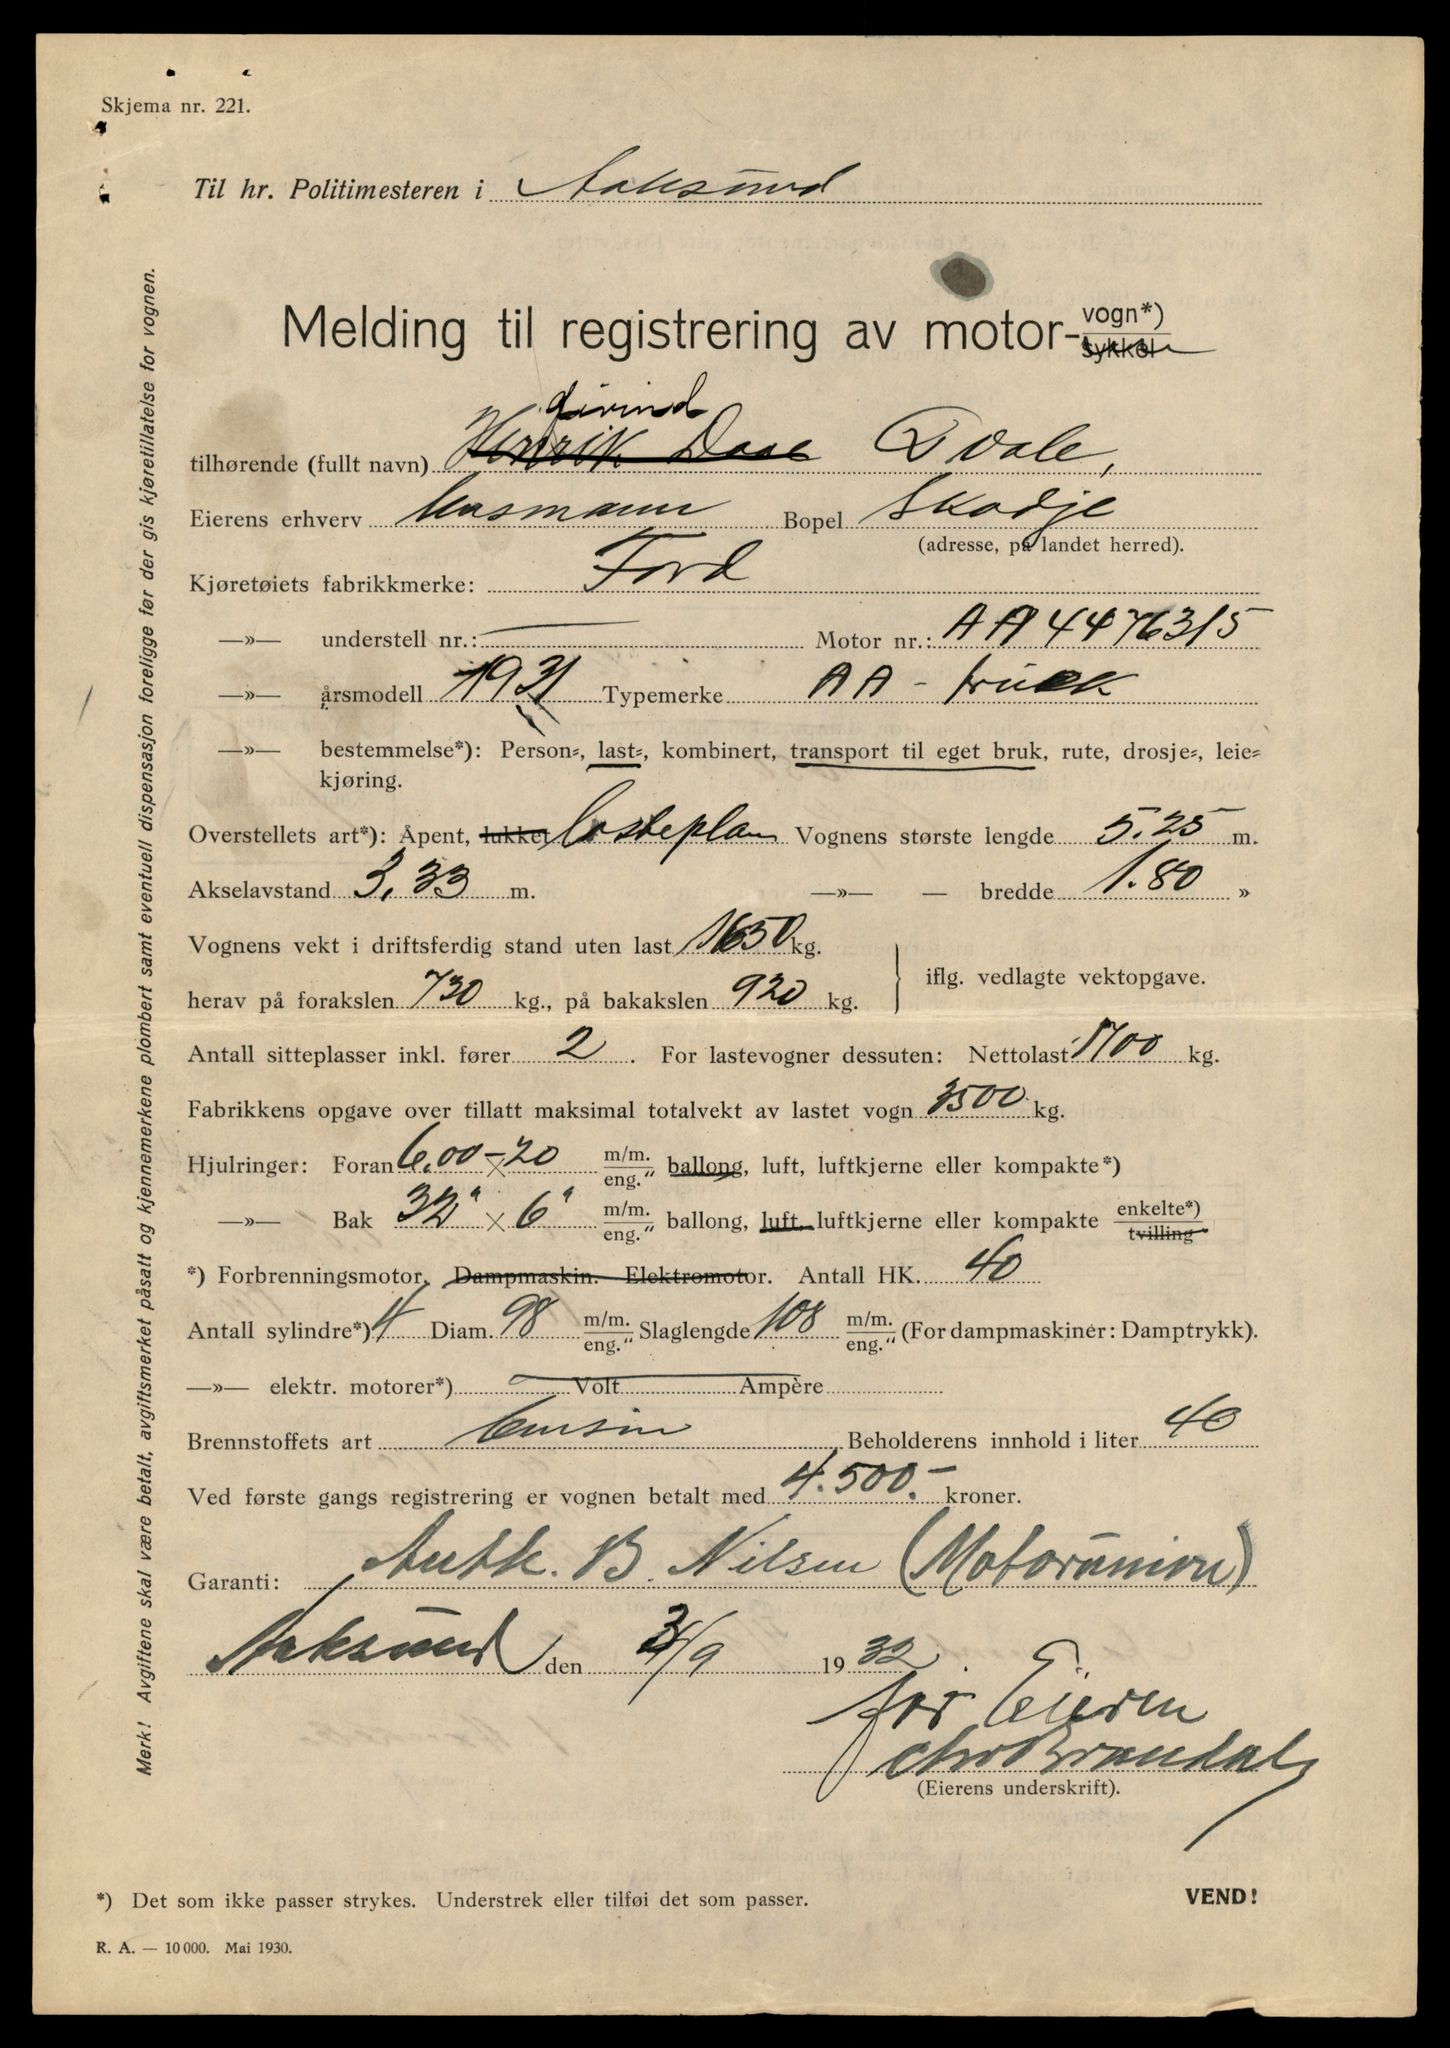 Skjema nr. 221.
Til hr. Politimesteren i Aalesund
Melding til registrering av motor- vogn*)
sykkel
Eivind
tilhørende (fullt navn) Henrik Daae Dvale,
Eierens erhverv Busmann Bopel Skodje
(adresse, på landet herred).
Kjøretøiets fabrikkmerke: Ford
—»— understell nr.: Motor nr.: AA 4476315
—»— årsmodell 1931 Typemerke AA - truck
—»— bestemmelse*): Person-, last-, kombinert, transport til eget bruk, rute, drosje-, leie-
kjøring.
Overstellets art*): Åpent, lukket lasteplan Vognens største lengde 5.25 m.
Akselavstand 3,33 m. —»— — bredde 1.80 »
Vognens vekt i driftsferdig stand uten last 1650 kg.
herav på forakslen 730 kg., på bakakslen 920 kg. iflg. vedlagte vektopgave.
Antall sitteplasser inkl. fører 2. For lastevogner dessuten: Nettolast 1700 kg.
Fabrikkens opgave over tillatt maksimal totalvekt av lastet vogn 3500 kg.
Hjulringer: Foran 6.00 – × 20 m/m. eng." ballong, luft, luftkjerne eller kompakte*)
—»— Bak 32" × 6" m/m. eng." ballong, luft, luftkjerne eller kompakte enkelte*) tvilling
*) Forbrenningsmotor. Dampmaskin. Elektromotor. Antall HK. 40
Antall sylindre*) 4 Diam. 98 m/m. eng." Slaglengde 108 m/m. eng." (For dampmaskiner: Damptrykk).
—»— elektr. motorer*) Volt Ampère
Brennstoffets art Bensin Beholderens innhold i liter 40
Ved første gangs registrering er vognen betalt med 4.500.- kroner.
Garanti: Autk. B. Nilsen (Motorunion)
Aalesund den 3/9 1932
for Eieren
Brandal
(Eierens underskrift).
*) Det som ikke passer strykes. Understrek eller tilføi det som passer.
VEND!
R. A. — 10 000. Mai 1930.
Merk! Avgiftene skal være betalt, avgiftsmerket påsatt og kjennemerkene plombert samt eventuell dispensasjon foreligge før der gis kjøretillatelse for vognen.